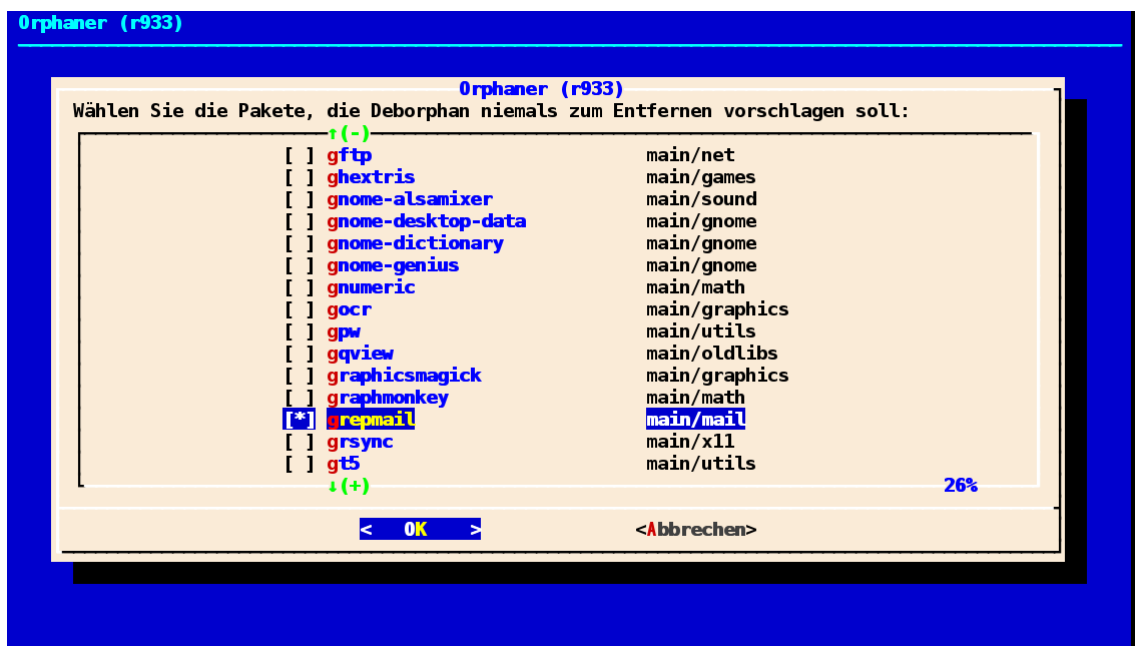 Orphaner (r933)
Orphaner (r933)
Wählen Sie die Pakete, die Deborphan niemals zum Entfernen vorschlagen soll:
↑(-)
[ ] gftp main/net
[ ] ghextris main/games
[ ] gnome-alsamixer main/sound
[ ] gnome-desktop-data main/gnome
[ ] gnome-dictionary main/gnome
[ ] gnome-genius main/gnome
[ ] gnumeric main/math
[ ] gocr main/graphics
[ ] gpw main/utils
[ ] gqview main/oldlibs
[ ] graphicsmagick main/graphics
[ ] graphmonkey main/math
[*] grepmail main/mail
[ ] grsync main/x11
[ ] gt5 main/utils
↓(+) 26%
< OK > <Abbrechen>